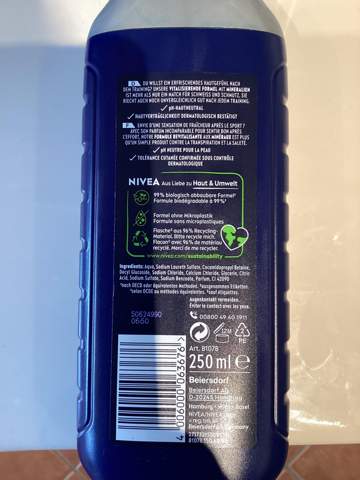 D DU WILLST EIN ERFRISCHENDES HAUTGEFÜHL NACH
DEM TRAINING? UNSERE VITALISIERENDE FORMEL MIT MINERALIEN
IST MEHR ALS NUR EIN MATCH FÜR SCHWEISS UND SCHMUTZ, SIE
RIECHT AUCH NOCH UNVERGLEICHLICH GUT NACH JEDEM TRAINING.
✓ pH-HAUTNEUTRAL
✓ HAUTVERTRÄGLICHKEIT DERMATOLOGISCH BESTÄTIGT
F ENVIE D'UNE SENSATION DE FRAÎCHEUR APRÈS LE SPORT ?
AVEC SON PARFUM INCOMPARABLE POUR SENTIR BON APRÈS
L'EFFORT, NOTRE FORMULE REVITALISANTE AUX MINÉRAUX EST PLUS
QU'UN SIMPLE PRODUIT CONTRE LA TRANSPIRATION ET LA SALETÉ.
✓ pH NEUTRE POUR LA PEAU
✓ TOLÉRANCE CUTANÉE CONFIRMÉE SOUS CONTRÔLE
DERMATOLOGIQUE
NIVEA Aus Liebe zu Haut & Umwelt
99% biologisch abbaubare Formel*
Formule biodégradable à 99%*
Formel ohne Mikroplastik
Formule sans microplastiques
Flasche° aus 96% Recycling
Material. Bitte recycle mich.
Flacon° avec 96% de matériau
recyclé. Merci de me recycler.
www.nivea.com/sustainability
Ingredients: Aqua, Sodium Laureth Sulfate, Cocamidopropyl Betaine,
Decyl Glucoside, Sodium Chloride, Calcium Chloride, Glycerin, Citric
Acid, Sodium Sulfate, Sodium Benzoate, Parfum, CI 42090
*nach OECD oder äquivalenten Methoden. °ausgenommen Etiketten.
*selon OCDE ou méthodes équivalentes. °sauf étiquettes.
Augenkontakt vermeiden.
Eviter le contact avec les yeux.
00800 49 40 1911
50624990
0650
12M
2
PE
Art. 81078
250 ml e
Beiersdorf
Beiersdorf AG
D-20245 Hamburg
4 006000 063676